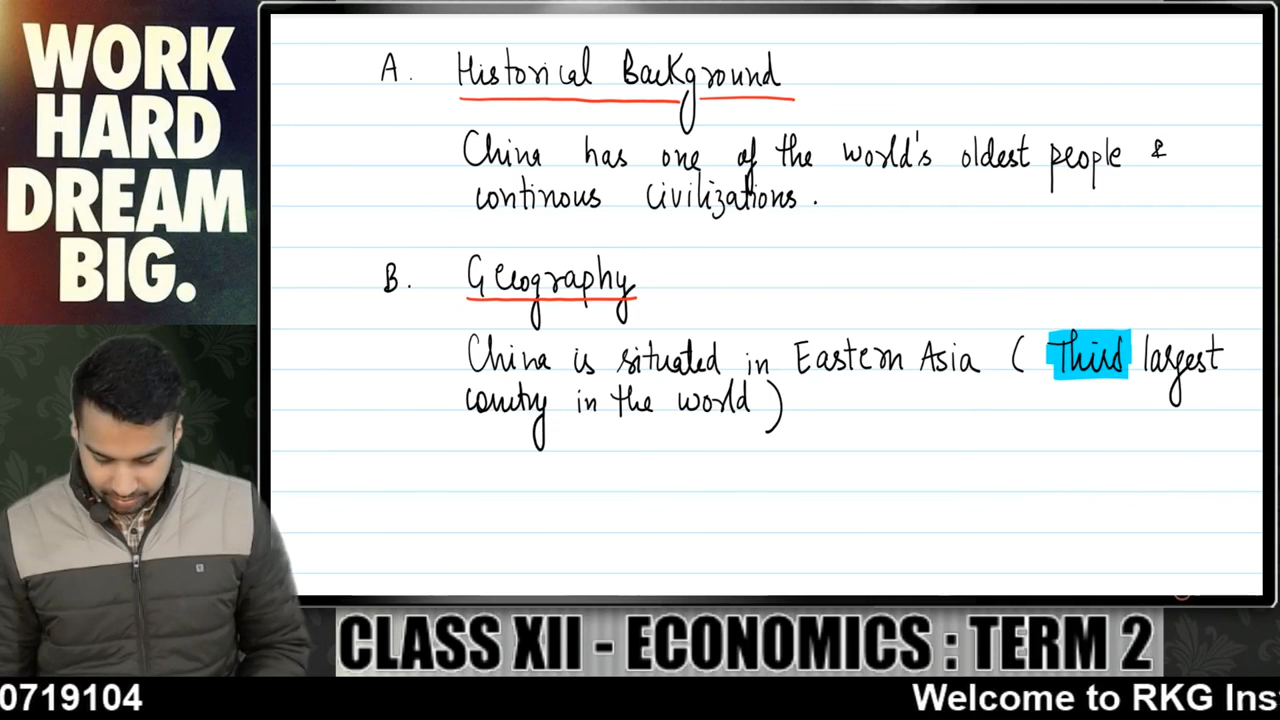 WORK
HARD
DREAM
BIG.
A. Historical Background
China has one of the world's oldest people &
continous civilizations.
B. Geography
China is situated in Eastern Asia ( Third largest
country in the world )
CLASS XII - ECONOMICS : TERM 2
0719104
Welcome to RKG Ins